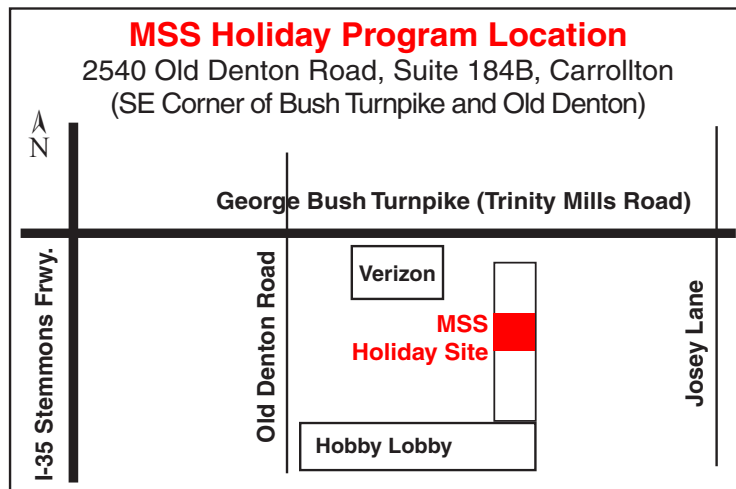 MSS Holiday Program Location
2540 Old Denton Road, Suite 184B, Carrollton
(SE Corner of Bush Turnpike and Old Denton)
N
George Bush Turnpike (Trinity Mills Road)
I-35 Stemmons Frwy.
Old Denton Road
Verizon
MSS
Holiday Site
Josey Lane
Hobby Lobby